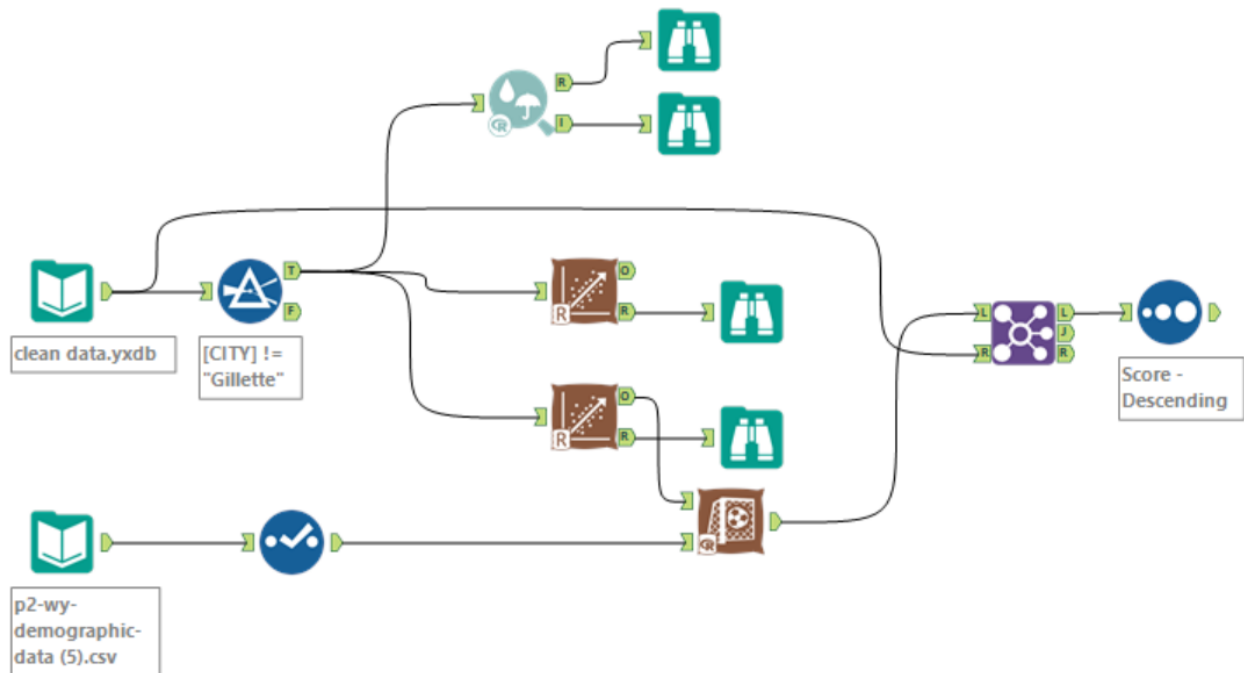 R
I
clean data.yxdb
T
F
[CITY] !=
"Gillette"
R
O
R
R
O
R
L
R
L
J
R
Score -
Descending
R
R
p2-wy-
demographic-
data (5).csv